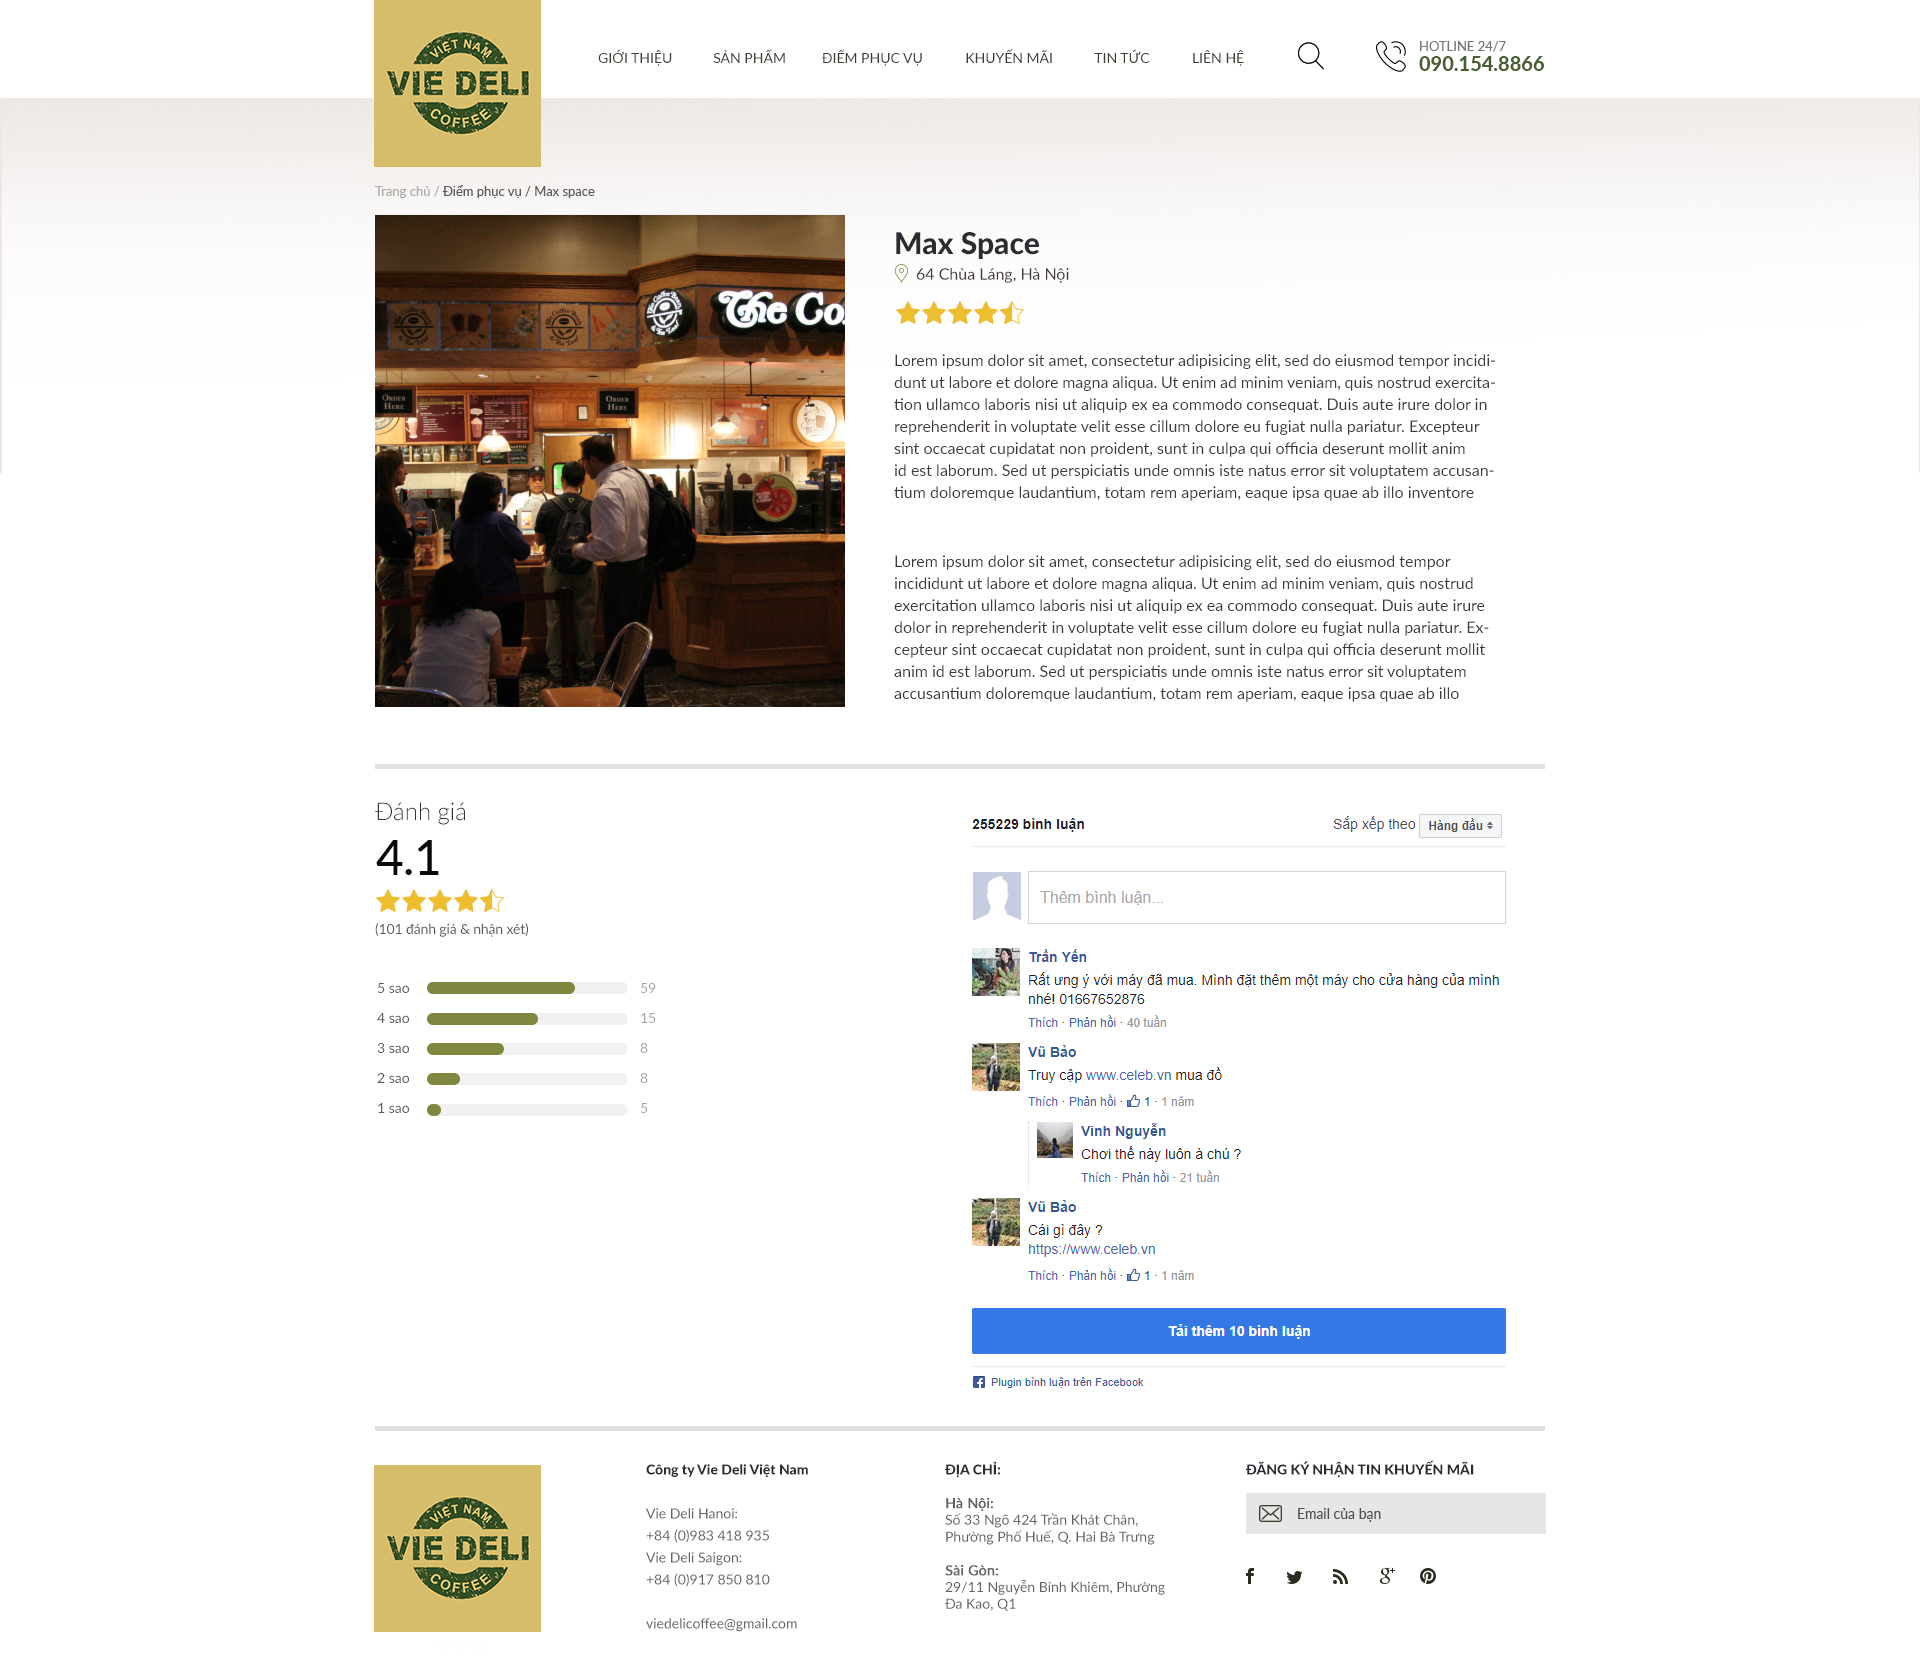 VIỆT NAM
VIE DELI
COFFEE
GIỚI THIỆU
SẢN PHẨM
ĐIỂM PHỤC VỤ
KHUYẾN MÃI
TIN TỨC
LIÊN HỆ
HOTLINE 24/7
090.154.8866
Trang chủ / Điểm phục vụ / Max space
The Co
ORDER HERE
ORDER HERE
Max Space
64 Chùa Láng, Hà Nội
Lorem ipsum dolor sit amet, consectetur adipisicing elit, sed do eiusmod tempor incidi-
dunt ut labore et dolore magna aliqua. Ut enim ad minim veniam, quis nostrud exercita-
tion ullamco laboris nisi ut aliquip ex ea commodo consequat. Duis aute irure dolor in
reprehenderit in voluptate velit esse cillum dolore eu fugiat nulla pariatur. Excepteur
sint occaecat cupidatat non proident, sunt in culpa qui officia deserunt mollit anim
id est laborum. Sed ut perspiciatis unde omnis iste natus error sit voluptatem accusan-
tium doloremque laudantium, totam rem aperiam, eaque ipsa quae ab illo inventore
Lorem ipsum dolor sit amet, consectetur adipisicing elit, sed do eiusmod tempor
incididunt ut labore et dolore magna aliqua. Ut enim ad minim veniam, quis nostrud
exercitation ullamco laboris nisi ut aliquip ex ea commodo consequat. Duis aute irure
dolor in reprehenderit in voluptate velit esse cillum dolore eu fugiat nulla pariatur. Ex-
cepteur sint occaecat cupidatat non proident, sunt in culpa qui officia deserunt mollit
anim id est laborum. Sed ut perspiciatis unde omnis iste natus error sit voluptatem
accusantium doloremque laudantium, totam rem aperiam, eaque ipsa quae ab illo
Đánh giá
4.1
(101 đánh giá & nhận xét)
5 sao 59
4 sao 15
3 sao 8
2 sao 8
1 sao 5
255229 bình luận
Sắp xếp theo Hàng đầu
Thêm bình luận...
Trần Yến
Rất ưng ý với máy đã mua. Mình đặt thêm một máy cho cửa hàng của mình
nhé! 01667652876
Thích · Phản hồi · 40 tuần
Vũ Bảo
Truy cập www.celeb.vn mua đồ
Thích · Phản hồi · 1 · 1 năm
Vinh Nguyễn
Chơi thế này luôn à chú ?
Thích · Phản hồi · 21 tuần
Vũ Bảo
Cái gì đây ?
https://www.celeb.vn
Thích · Phản hồi · 1 · 1 năm
Tải thêm 10 bình luận
Plugin bình luận trên Facebook
VIỆT NAM
VIE DELI
COFFEE
Công ty Vie Deli Việt Nam
Vie Deli Hanoi:
+84 (0)983 418 935
Vie Deli Saigon:
+84 (0)917 850 810
viedelicoffee@gmail.com
ĐỊA CHỈ:
Hà Nội:
Số 33 Ngõ 424 Trần Khát Chân,
Phường Phố Huế, Q. Hai Bà Trưng
Sài Gòn:
29/11 Nguyễn Bỉnh Khiêm, Phường
Đa Kao, Q1
ĐĂNG KÝ NHẬN TIN KHUYẾN MÃI
Email của bạn